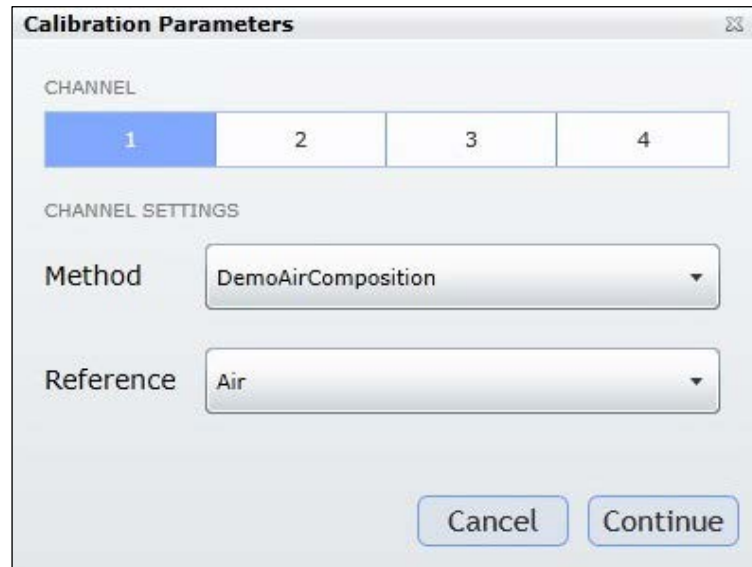 Calibration Parameters
CHANNEL
1 2 3 4
CHANNEL SETTINGS
Method DemoAirComposition
Reference Air
Cancel Continue